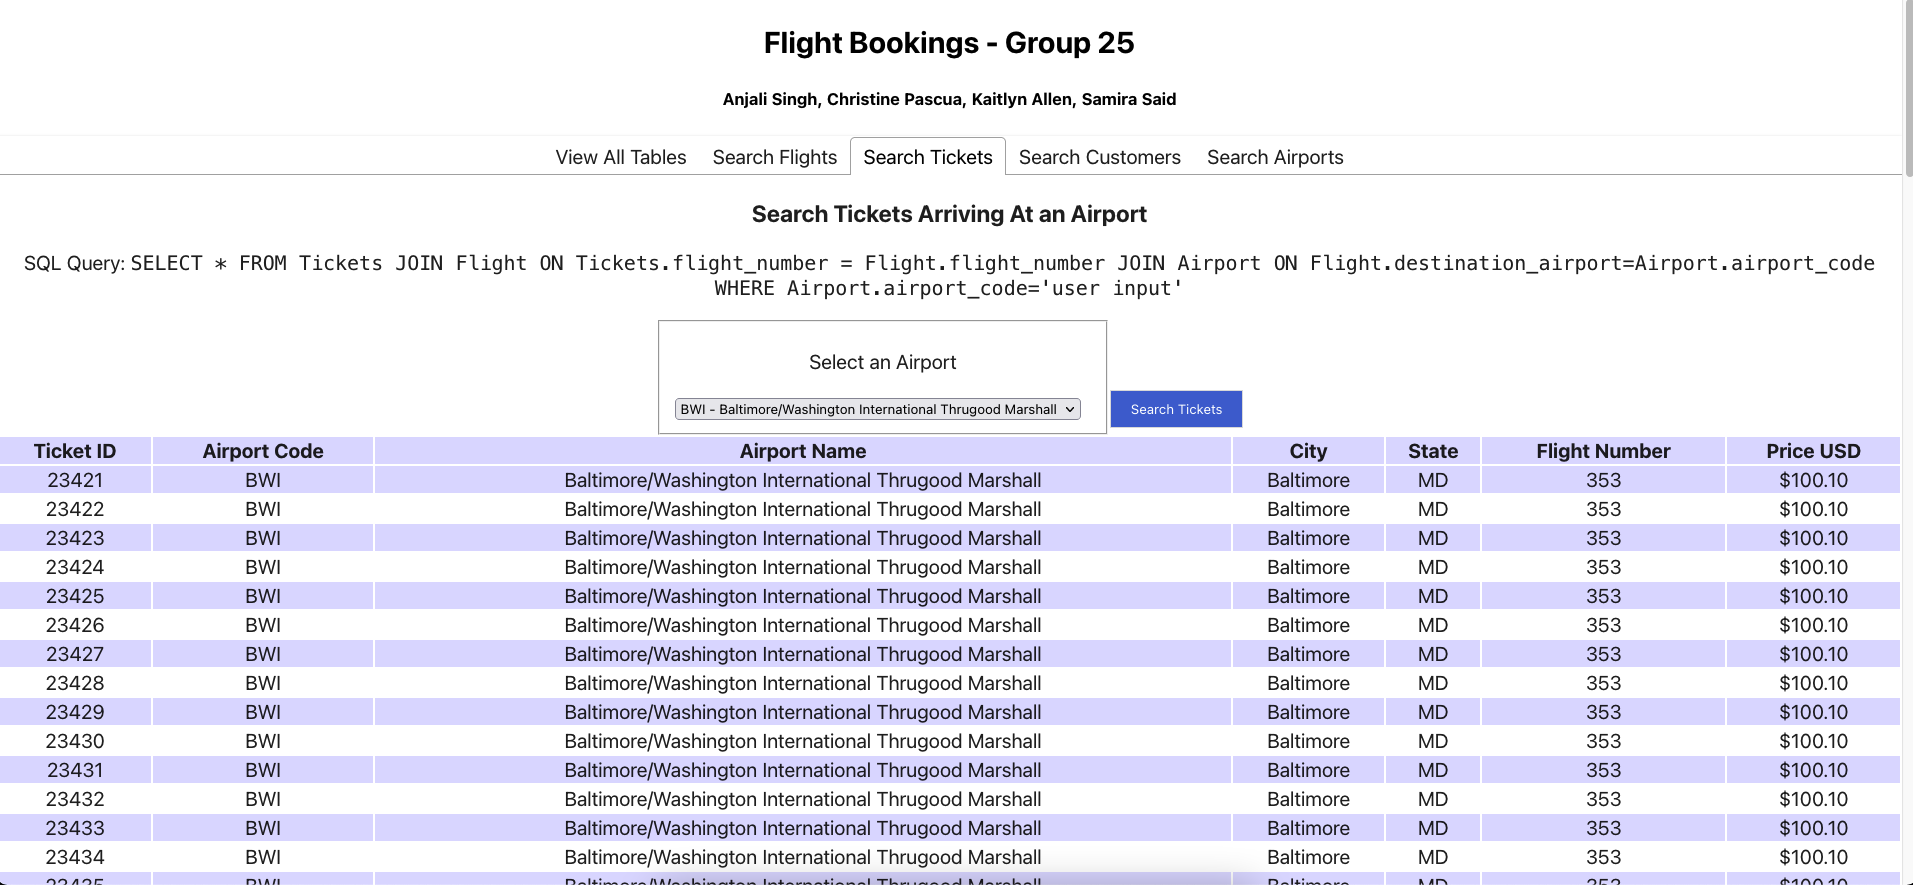 Flight Bookings - Group 25
Anjali Singh, Christine Pascua, Kaitlyn Allen, Samira Said
View All Tables Search Flights Search Tickets Search Customers Search Airports
Search Tickets Arriving At an Airport
SQL Query: SELECT * FROM Tickets JOIN Flight ON Tickets.flight_number = Flight.flight_number JOIN Airport ON Flight.destination_airport=Airport.airport_code
WHERE Airport.airport_code='user input'
Select an Airport
BWI - Baltimore/Washington International Thrugood Marshall Search Tickets
Ticket ID Airport Code Airport Name City State Flight Number Price USD
23421 BWI Baltimore/Washington International Thrugood Marshall Baltimore MD 353 $100.10
23422 BWI Baltimore/Washington International Thrugood Marshall Baltimore MD 353 $100.10
23423 BWI Baltimore/Washington International Thrugood Marshall Baltimore MD 353 $100.10
23424 BWI Baltimore/Washington International Thrugood Marshall Baltimore MD 353 $100.10
23425 BWI Baltimore/Washington International Thrugood Marshall Baltimore MD 353 $100.10
23426 BWI Baltimore/Washington International Thrugood Marshall Baltimore MD 353 $100.10
23427 BWI Baltimore/Washington International Thrugood Marshall Baltimore MD 353 $100.10
23428 BWI Baltimore/Washington International Thrugood Marshall Baltimore MD 353 $100.10
23429 BWI Baltimore/Washington International Thrugood Marshall Baltimore MD 353 $100.10
23430 BWI Baltimore/Washington International Thrugood Marshall Baltimore MD 353 $100.10
23431 BWI Baltimore/Washington International Thrugood Marshall Baltimore MD 353 $100.10
23432 BWI Baltimore/Washington International Thrugood Marshall Baltimore MD 353 $100.10
23433 BWI Baltimore/Washington International Thrugood Marshall Baltimore MD 353 $100.10
23434 BWI Baltimore/Washington International Thrugood Marshall Baltimore MD 353 $100.10